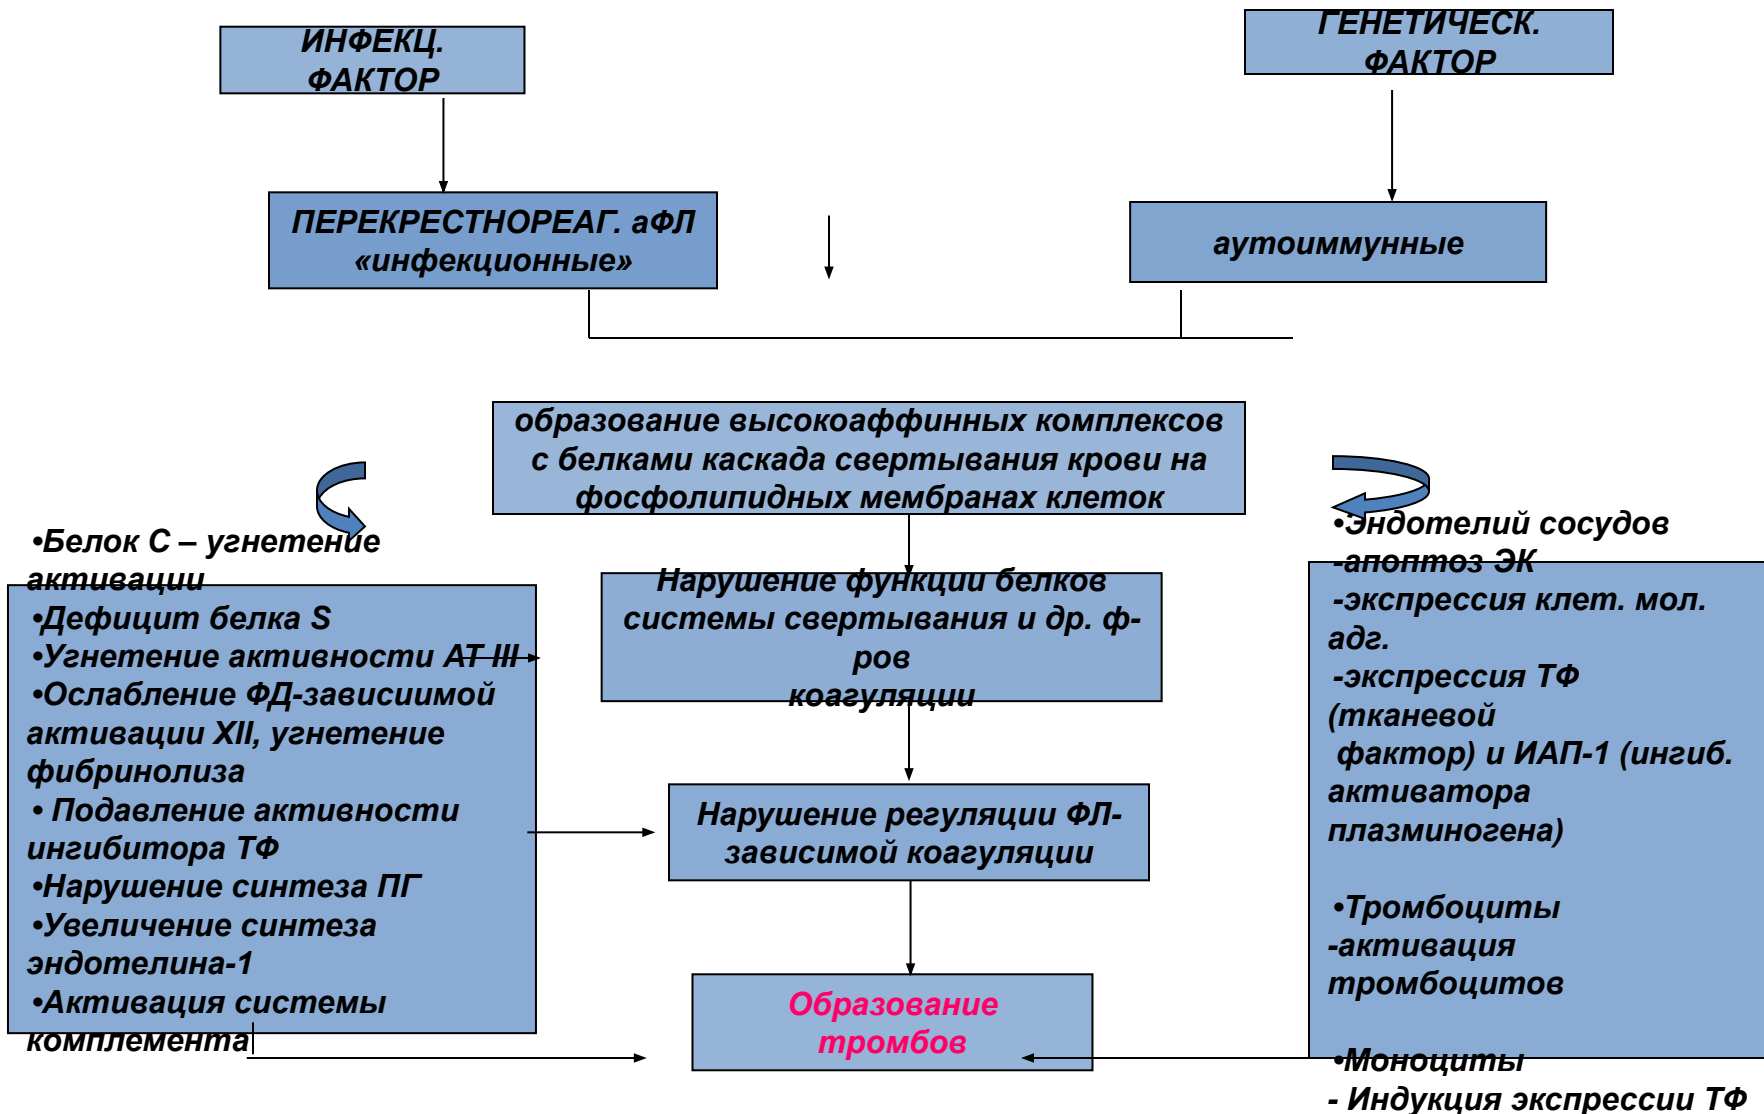 ИНФЕКЦ.
ФАКТОР
ГЕНЕТИЧЕСК.
ФАКТОР
ПЕРЕКРЕСТНОРЕАГ. аФЛ
«инфекционные»
аутоиммунные
образование высокоаффинных комплексов
с белками каскада свертывания крови на
фосфолипидных мембранах клеток
•Белок С – угнетение
активации
•Дефицит белка S
•Угнетение активности АТ III
•Ослабление ФД-зависиимой
активации XII, угнетение
фибринолиза
• Подавление активности
ингибитора ТФ
•Нарушение синтеза ПГ
•Увеличение синтеза
эндотелина-1
•Активация системы
комплемента
Нарушение функции белков
системы свертывания и др. ф-
ров
коагуляции
Нарушение регуляции ФЛ-
зависимой коагуляции
Образование
тромбов
•Эндотелий сосудов
-апоптоз ЭК
-экспрессия клет. мол.
адг.
-экспрессия ТФ
(тканевой
фактор) и ИАП-1 (ингиб.
активатора
плазминогена)
•Тромбоциты
-активация
тромбоцитов
•Моноциты
- Индукция экспрессии ТФ